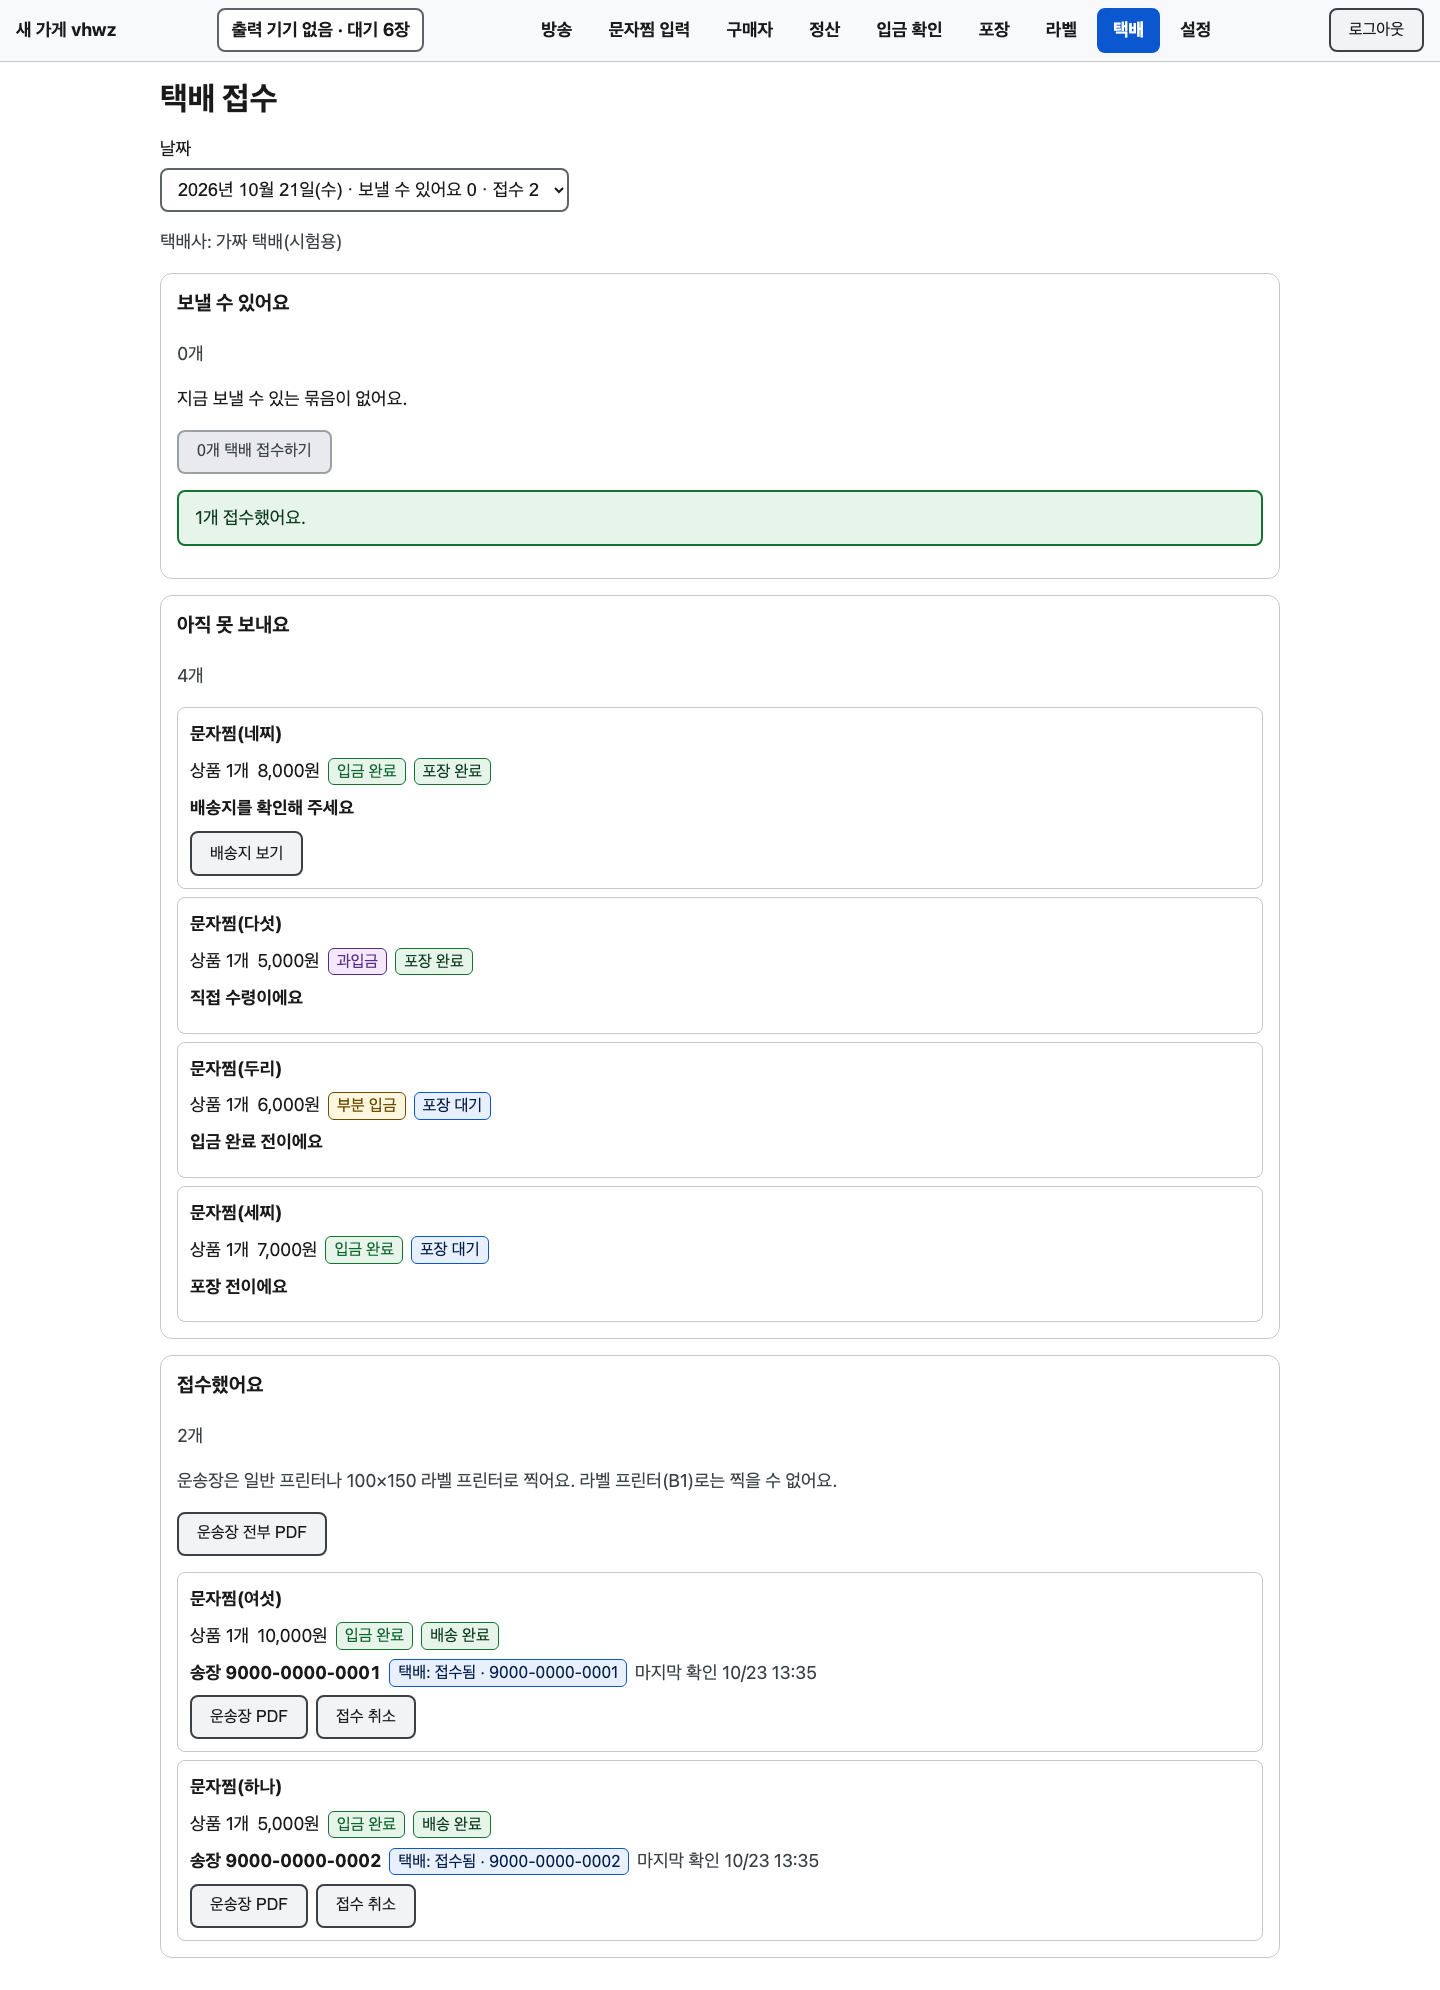 새 가게 vhwz
출력 기기 없음 · 대기 6장
방송 문자찜 입력 구매자 정산 입금 확인 포장 라벨 택배 설정
로그아웃
택배 접수
날짜
2026년 10월 21일(수) · 보낼 수 있어요 0 · 접수 2
택배사: 가짜 택배(시험용)
보낼 수 있어요
0개
지금 보낼 수 있는 묶음이 없어요.
0개 택배 접수하기
1개 접수했어요.
아직 못 보내요
4개
문자찜(네찌)
상품 1개 8,000원 입금 완료 포장 완료
배송지를 확인해 주세요
배송지 보기
문자찜(다섯)
상품 1개 5,000원 과입금 포장 완료
직접 수령이에요
문자찜(두리)
상품 1개 6,000원 부분 입금 포장 대기
입금 완료 전이에요
문자찜(세찌)
상품 1개 7,000원 입금 완료 포장 대기
포장 전이에요
접수했어요
2개
운송장은 일반 프린터나 100×150 라벨 프린터로 찍어요. 라벨 프린터(B1)로는 찍을 수 없어요.
운송장 전부 PDF
문자찜(여섯)
상품 1개 10,000원 입금 완료 배송 완료
송장 9000-0000-0001 택배: 접수됨 · 9000-0000-0001 마지막 확인 10/23 13:35
운송장 PDF 접수 취소
문자찜(하나)
상품 1개 5,000원 입금 완료 배송 완료
송장 9000-0000-0002 택배: 접수됨 · 9000-0000-0002 마지막 확인 10/23 13:35
운송장 PDF 접수 취소